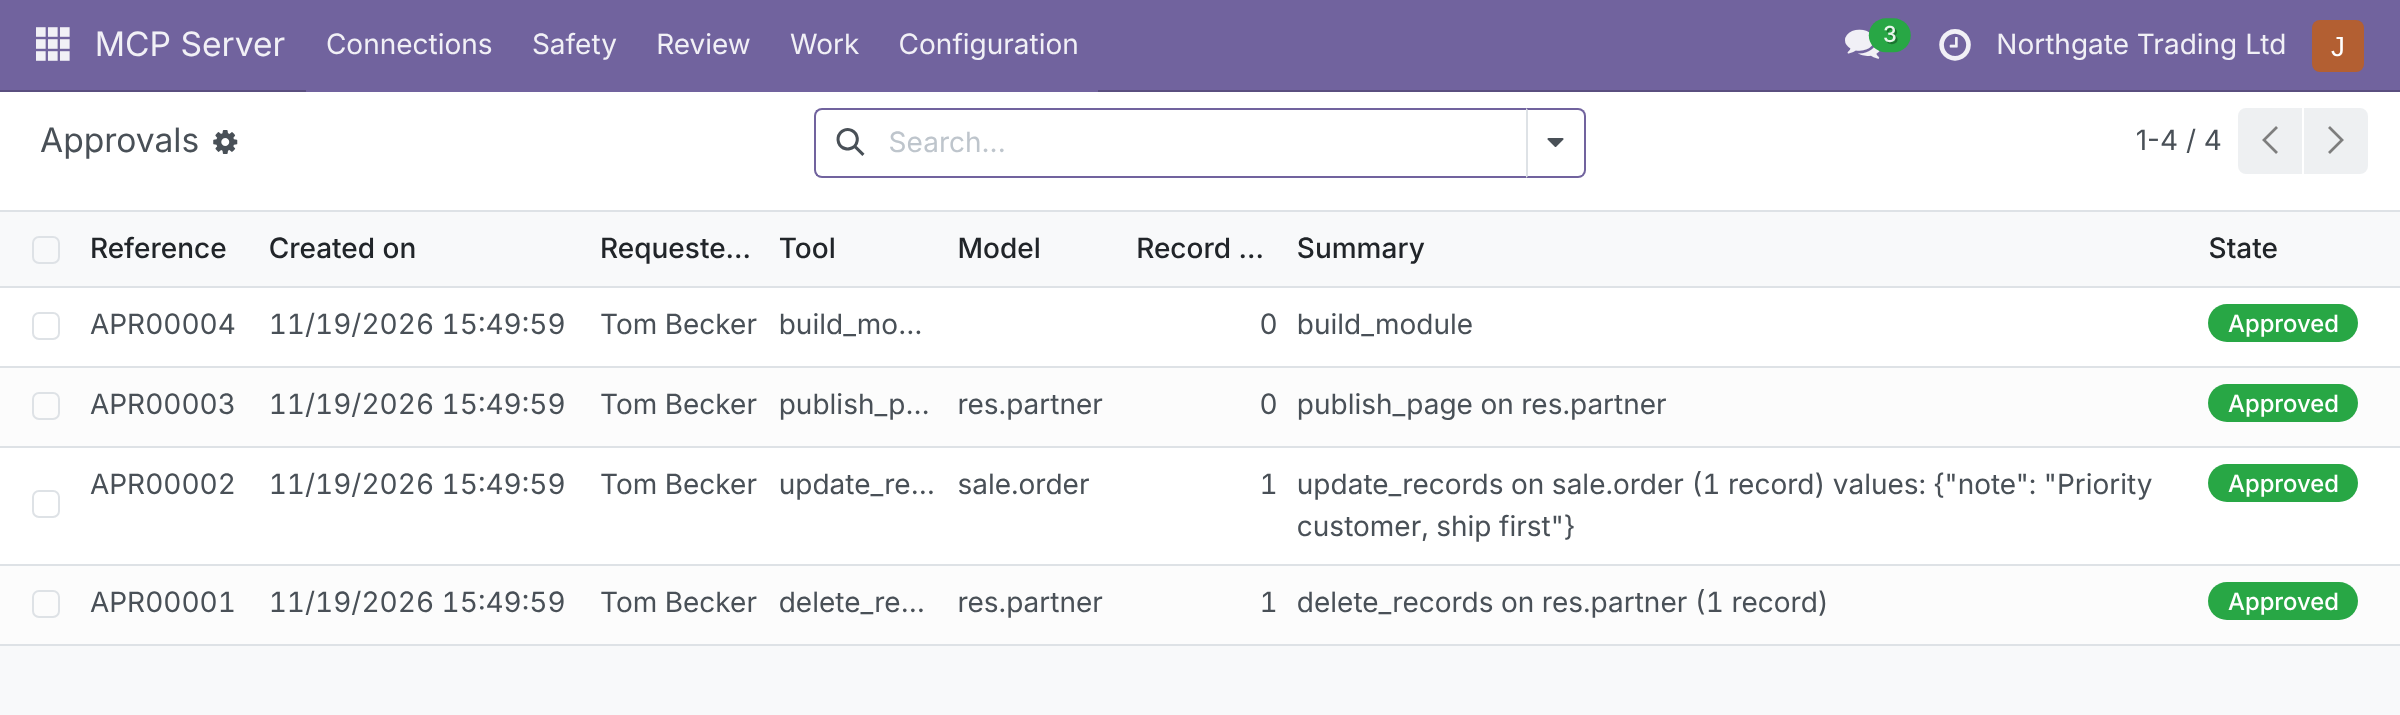 MCP Server Connections Safety Review Work Configuration 3 Northgate Trading Ltd J
Approvals Search... 1-4 / 4
Reference Created on Requeste... Tool Model Record ... Summary State
APR00004 11/19/2026 15:49:59 Tom Becker build_mo... 0 build_module Approved
APR00003 11/19/2026 15:49:59 Tom Becker publish_p... res.partner 0 publish_page on res.partner Approved
APR00002 11/19/2026 15:49:59 Tom Becker update_re... sale.order 1 update_records on sale.order (1 record) values: {"note": "Priority Approved
customer, ship first"}
APR00001 11/19/2026 15:49:59 Tom Becker delete_re... res.partner 1 delete_records on res.partner (1 record) Approved